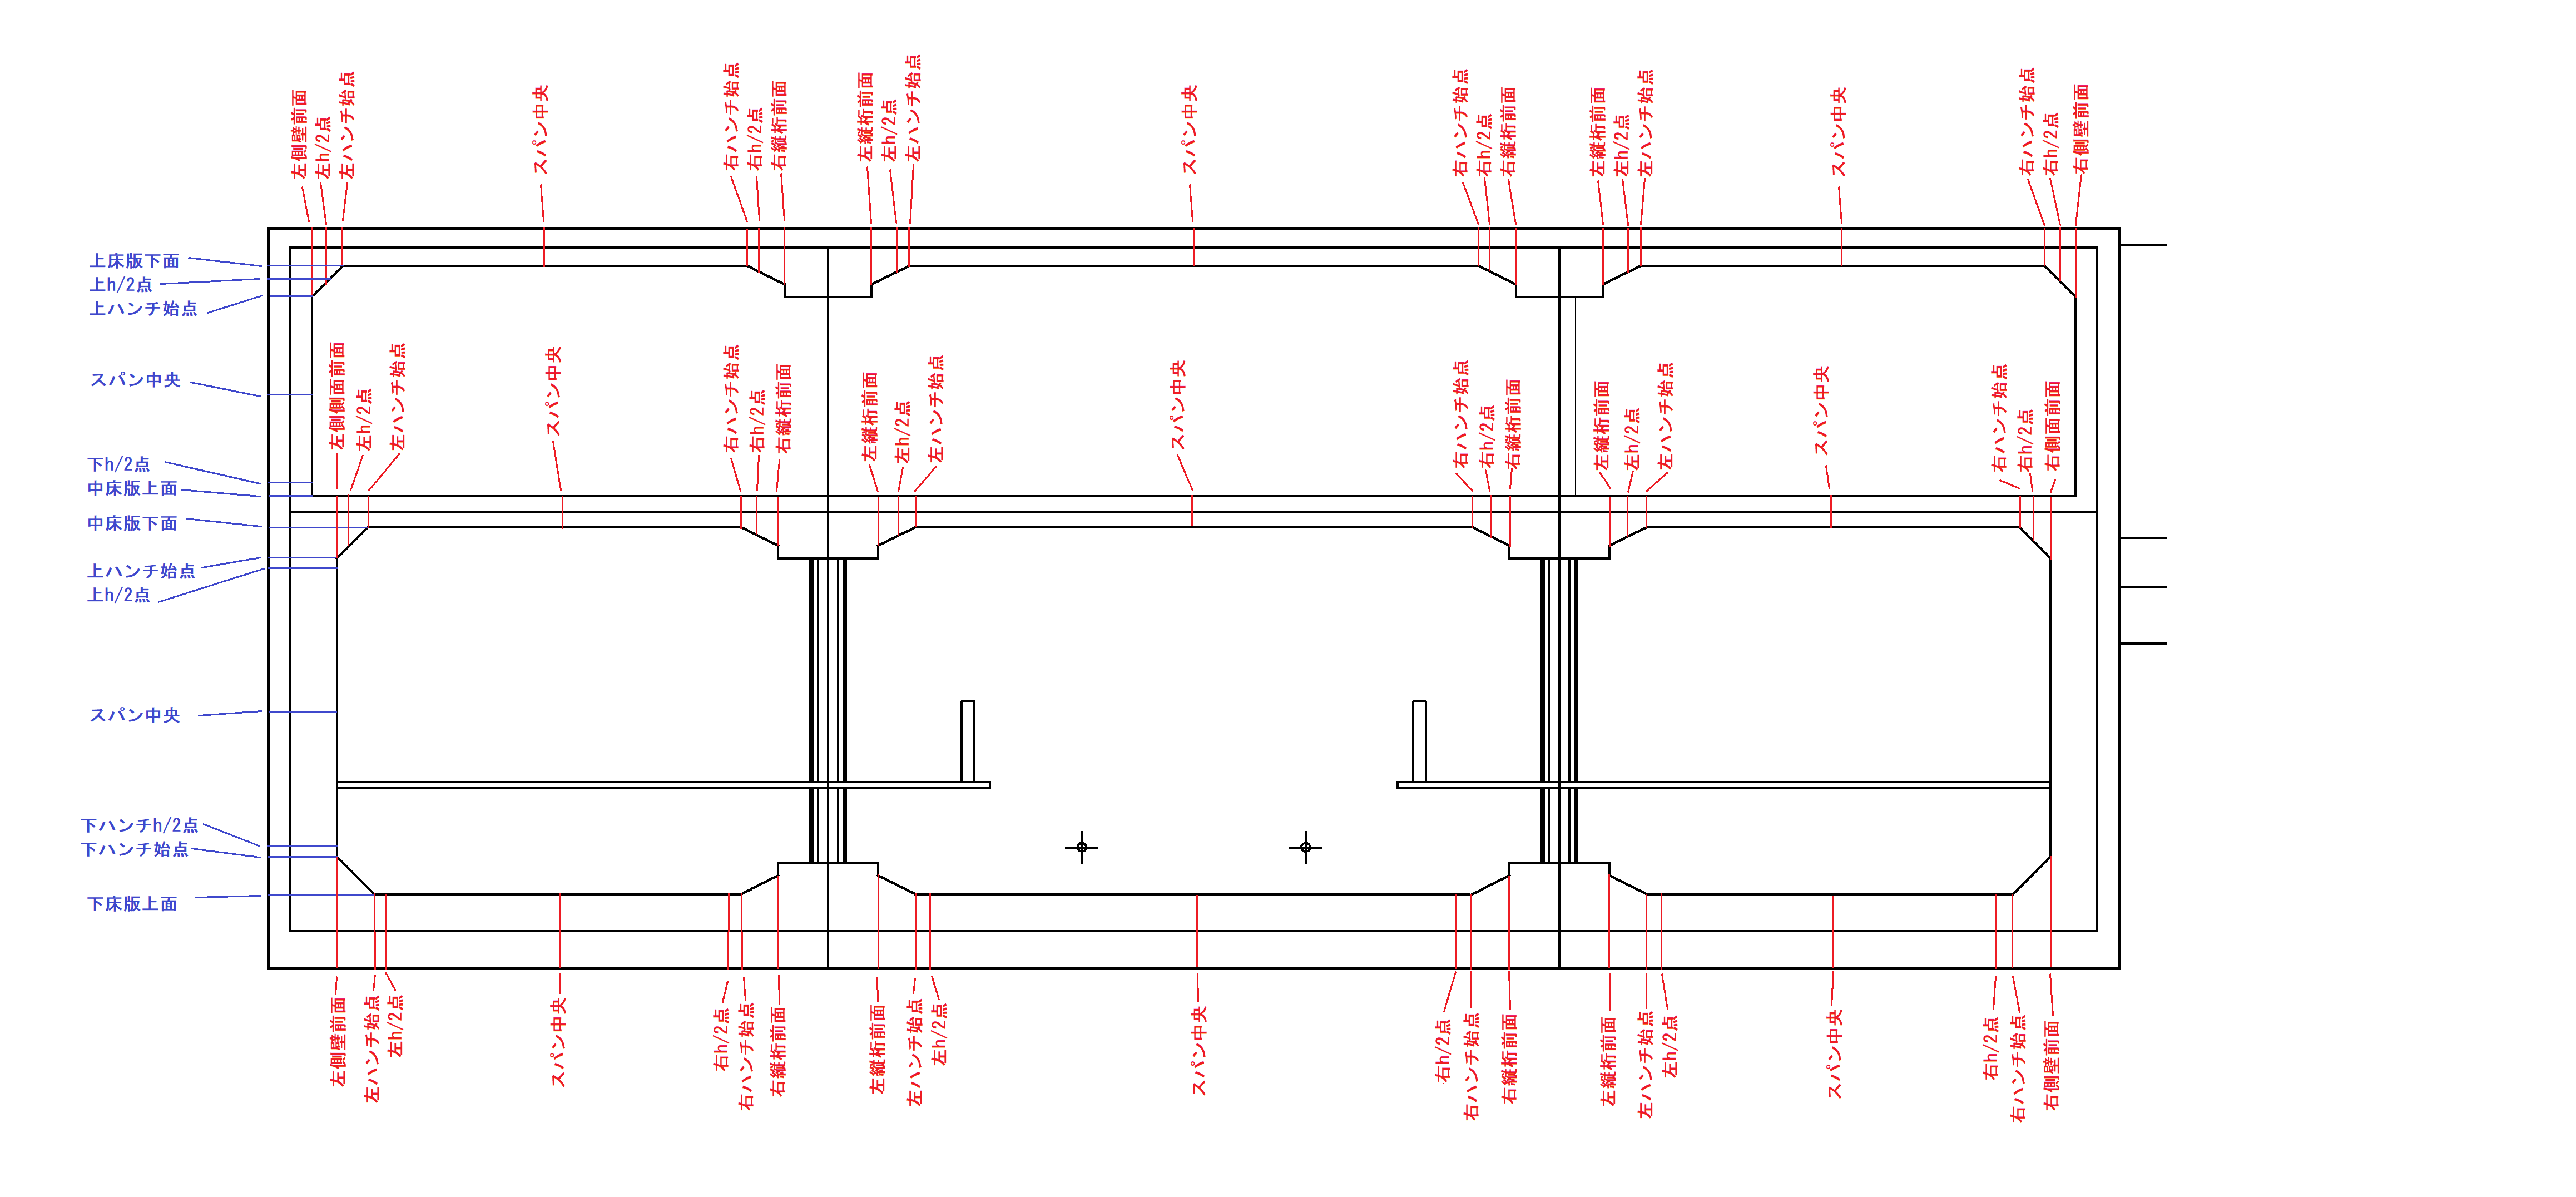 左側壁前面
左h/2点
左ハンチ始点
スパン中央
右ハンチ始点
右h/2点
右縦桁前面
左縦桁前面
左h/2点
左ハンチ始点
スパン中央
右ハンチ始点
右h/2点
右縦桁前面
左縦桁前面
左h/2点
左ハンチ始点
スパン中央
右ハンチ始点
右h/2点
右側壁前面
上床版下面
上h/2点
上ハンチ始点
スパン中央
下h/2点
中床版上面
中床版下面
上ハンチ始点
上h/2点
スパン中央
下ハンチh/2点
下ハンチ始点
下床版上面
左側側面前面
左h/2点
左ハンチ始点
スパン中央
右ハンチ始点
右h/2点
右縦桁前面
左縦桁前面
左h/2点
左ハンチ始点
スパン中央
右ハンチ始点
右h/2点
右縦桁前面
左縦桁前面
左h/2点
左ハンチ始点
スパン中央
右ハンチ始点
右h/2点
右側面前面
左側壁前面
左ハンチ始点
左h/2点
スパン中央
右h/2点
右ハンチ始点
右縦桁前面
左縦桁前面
左ハンチ始点
左h/2点
スパン中央
右h/2点
右ハンチ始点
右縦桁前面
左縦桁前面
左ハンチ始点
左h/2点
スパン中央
右h/2点
右ハンチ始点
右側壁前面